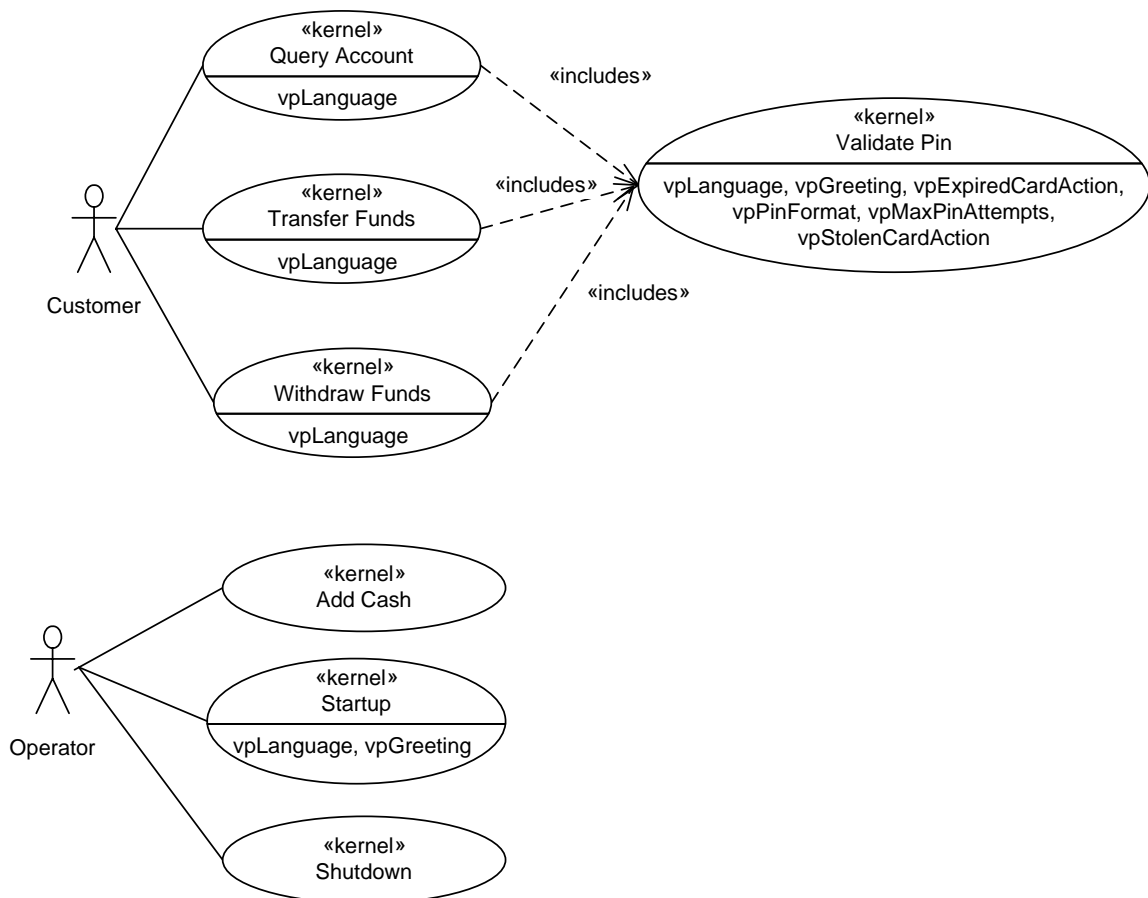 «kernel»
Query Account
vpLanguage
«includes»
«kernel»
Validate Pin
vpLanguage, vpGreeting, vpExpiredCardAction,
vpPinFormat, vpMaxPinAttempts,
vpStolenCardAction
«includes»
«kernel»
Transfer Funds
vpLanguage
Customer
«includes»
«kernel»
Withdraw Funds
vpLanguage
«kernel»
Add Cash
«kernel»
Startup
vpLanguage, vpGreeting
Operator
«kernel»
Shutdown